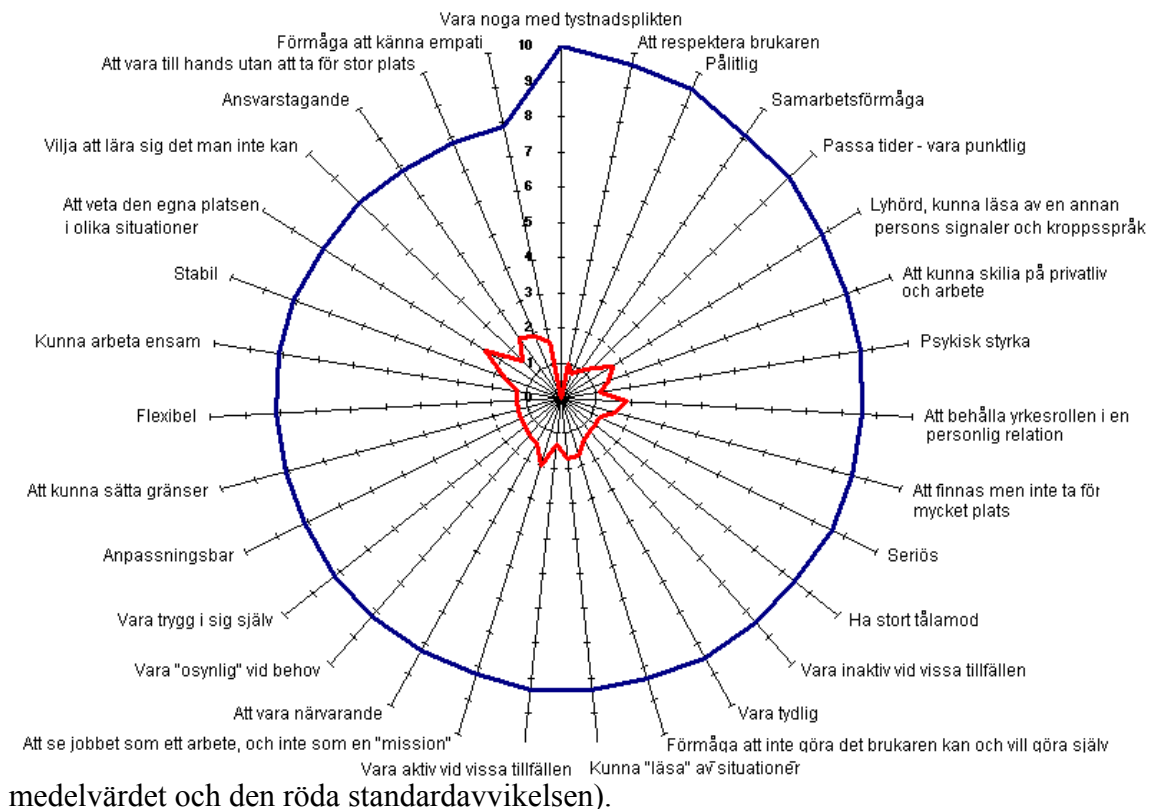 Vara noga med tystnadsplikten
Att respektera brukaren
Pålitlig
Samarbetsförmåga
Passa tider - vara punktlig
Lyhörd, kunna läsa av en annan
persons signaler och kroppsspråk
Att kunna skilia på privatliv
och arbete
Psykisk styrka
Att behålla yrkesrollen i en
personlig relation
Att finnas men inte ta för
mycket plats
Seriös
Ha stort tålamod
Vara inaktiv vid vissa tillfällen
Vara tydlig
Förmåga att inte göra det brukaren kan och vill göra själv
Kunna "läsa" av situationer
Vara aktiv vid vissa tillfällen
Att se jobbet som ett arbete, och inte som en "mission"
Att vara närvarande
Vara "osynlig" vid behov
Vara trygg i sig själv
Anpassningsbar
Att kunna sätta gränser
Flexibel
Kunna arbeta ensam
Stabil
Att veta den egna platsen
i olika situationer
Vilja att lära sig det man inte kan
Ansvarstagande
Att vara till hands utan att ta för stor plats
Förmåga att känna empati
10
9
8
7
6
5
4
3
2
1
0
medelvärdet och den röda standardavvikelsen).